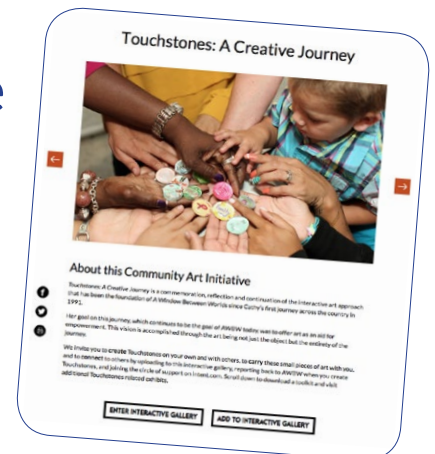 e
Touchstones: A Creative Journey
About this Community Art Initiative
Touchstones: A Creative Journey is a commemoration, reflection and continuation of the interactive art approach
that has been the foundation of A Window Between Worlds since Cathy's first journey across the country in
1991.
Her goal on this journey, which continues to be the goal of AWBW today was to offer art as an aid for
empowerment. This vision is accomplished through the art being not just the object but the entirety of the
journey.
We invite you to create Touchstones on your own and with others, to carry these small pieces of art with you,
and to connect to others by uploading to this interactive gallery, reporting back to AWBW when you create
Touchstones, and joining the circle of support on Scroll down to download a toolkit and visit
additional Touchstones related exhibits.
ENTER INTERACTIVE GALLERY
ADD TO INTERACTIVE GALLERY